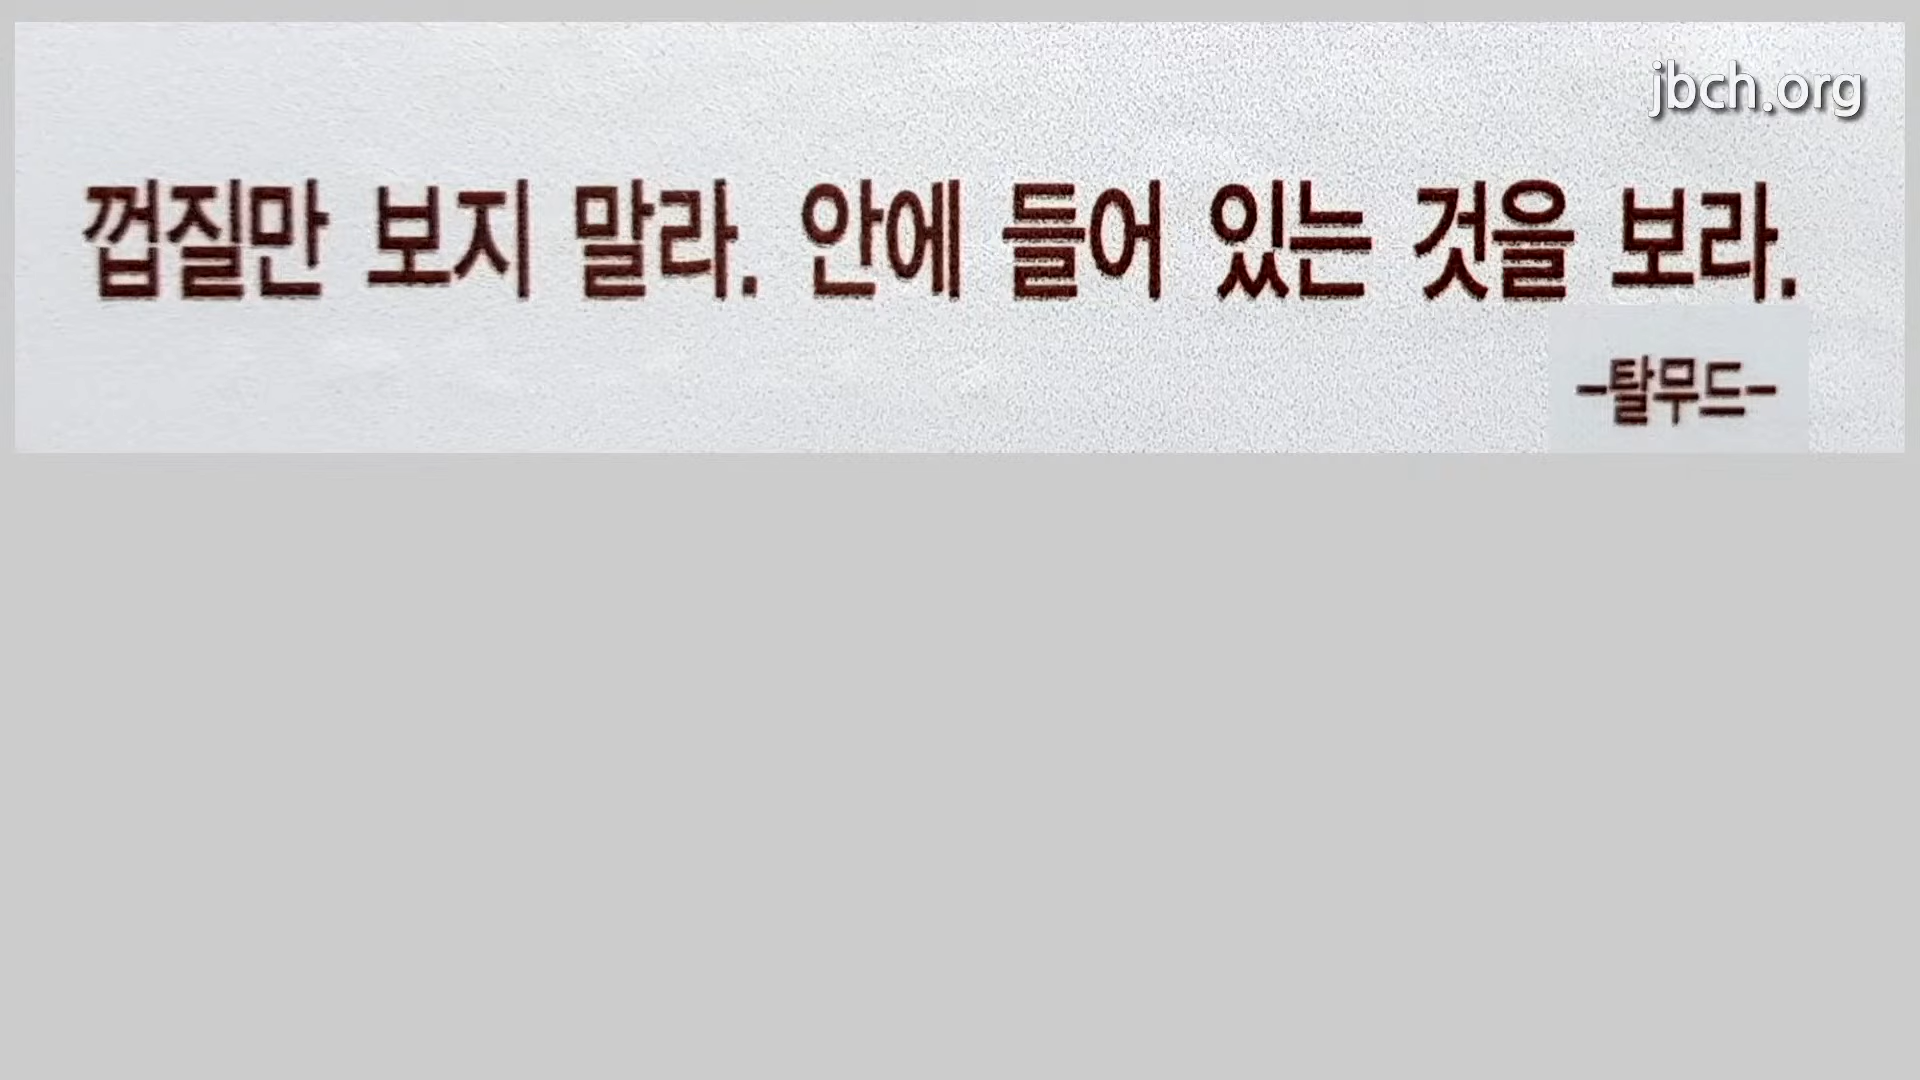 jbch.org
껍질만 보지 말라. 안에 들어 있는 것을 보라.
-탈무드-